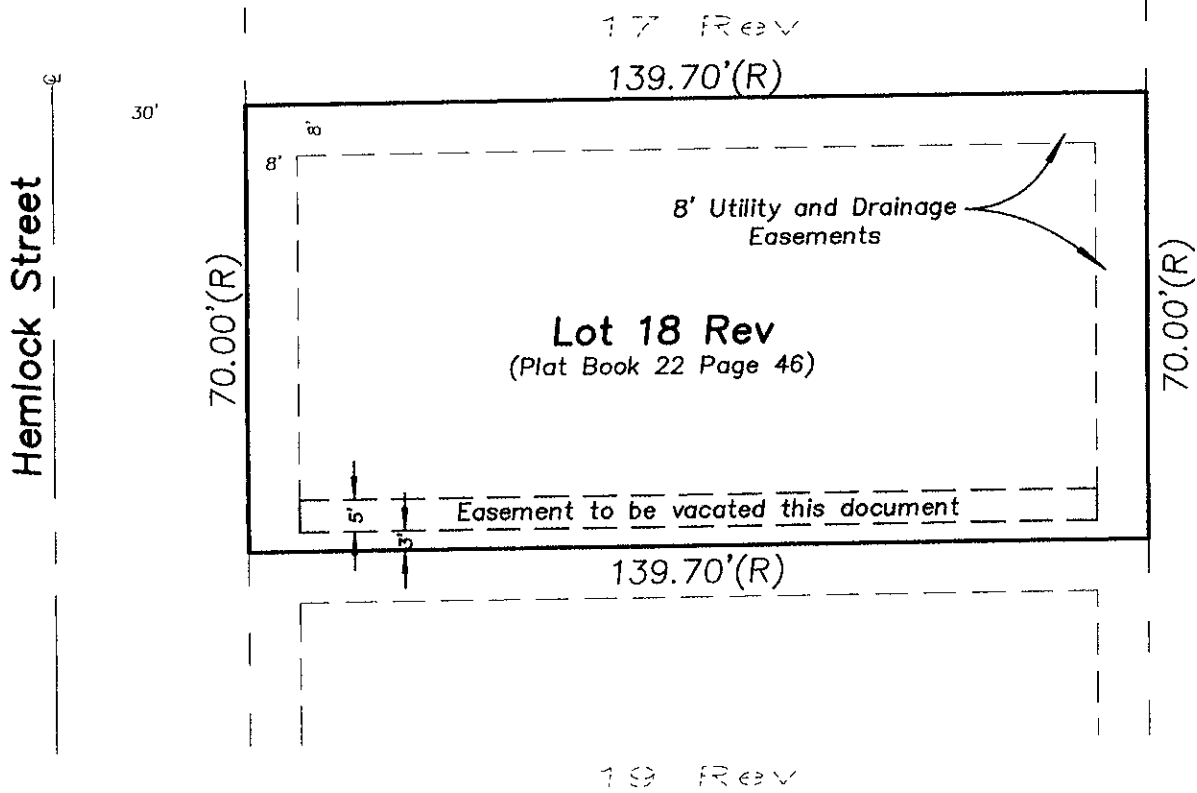 17 Rev
139.70'(R)
℄
30'
8'
8'
8' Utility and Drainage
Easements
Hemlock Street
70.00'(R)
70.00'(R)
Lot 18 Rev
(Plat Book 22 Page 46)
5'
3'
Easement to be vacated this document
139.70'(R)
19 Rev